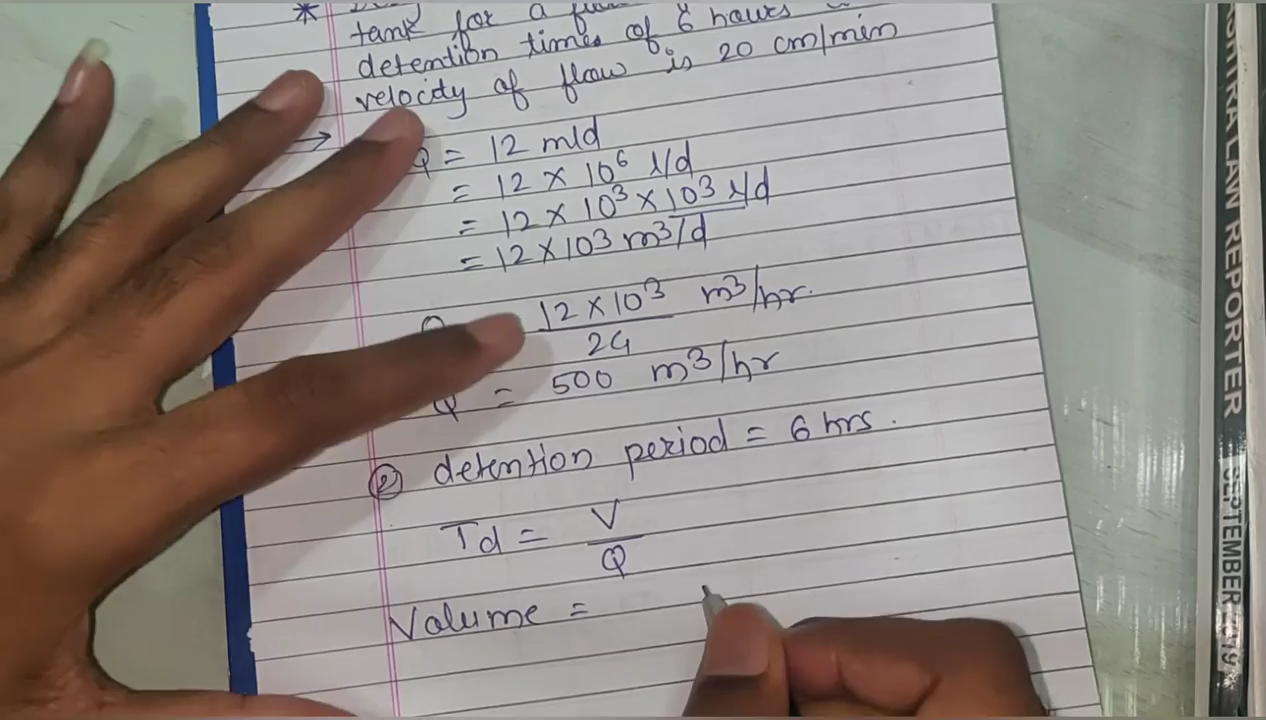 *
tank for a
detention times of 6 hours
velocity of flow is 20 cm/min
→ Q = 12 mld
= 12 × 10⁶ l/d
= 12 × 10³ × 10³ l/d
= 12 × 10³ m³/d
12 × 10³ m³/hr.
24
Q = 500 m³/hr
② detention period = 6 hrs.
Td = V
Q
Volume =
LAW REPORTER
SEPTEMBER